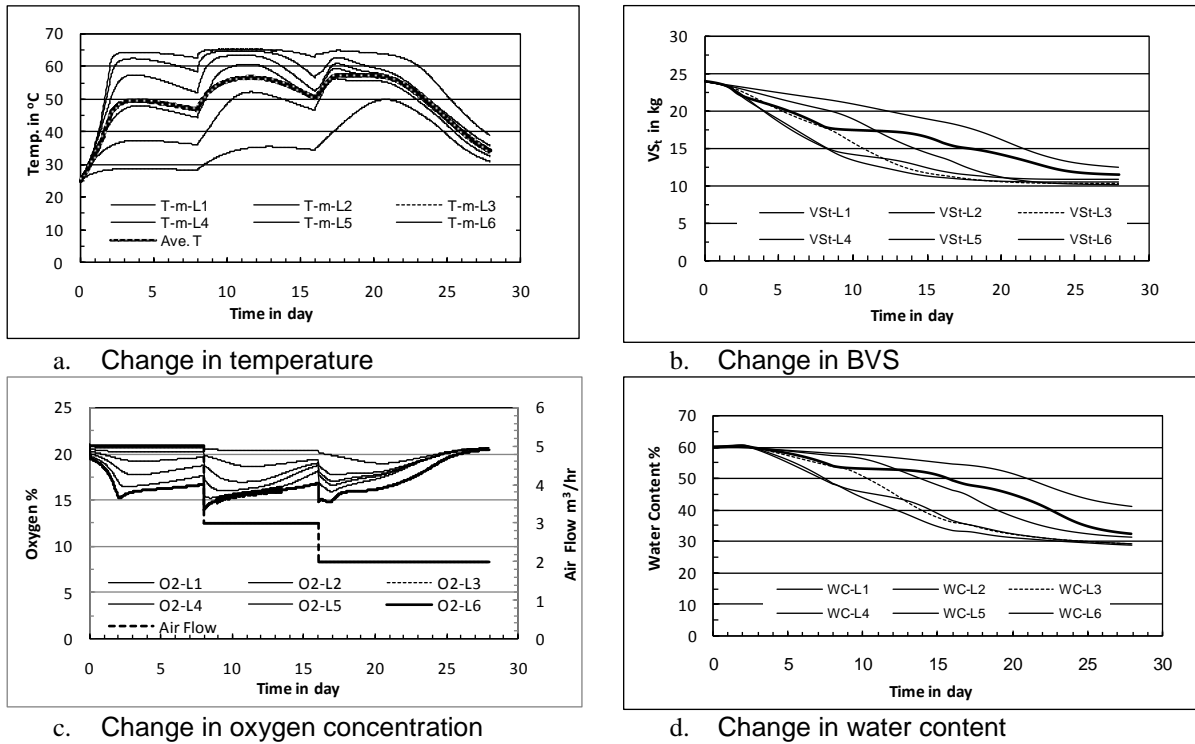 70
60
50
40
30
20
10
0
Temp. in °C
T-m-L1 T-m-L2 T-m-L3
T-m-L4 T-m-L5 T-m-L6
Ave. T
0 5 10 15 20 25 30
Time in day
a. Change in temperature
30
25
20
15
10
5
0
VSt in kg
VSt-L1 VSt-L2 VSt-L3
VSt-L4 VSt-L5 VSt-L6
0 5 10 15 20 25 30
Time in day
b. Change in BVS
25
20
15
10
5
0
Oxygen %
6
5
4
3
2
1
0
Air Flow m³/hr
O2-L1 O2-L2 O2-L3
O2-L4 O2-L5 O2-L6
Air Flow
0 5 10 15 20 25 30
Time in day
c. Change in oxygen concentration
70
60
50
40
30
20
10
0
Water Content %
WC-L1 WC-L2 WC-L3
WC-L4 WC-L5 WC-L6
0 5 10 15 20 25 30
Time in day
d. Change in water content